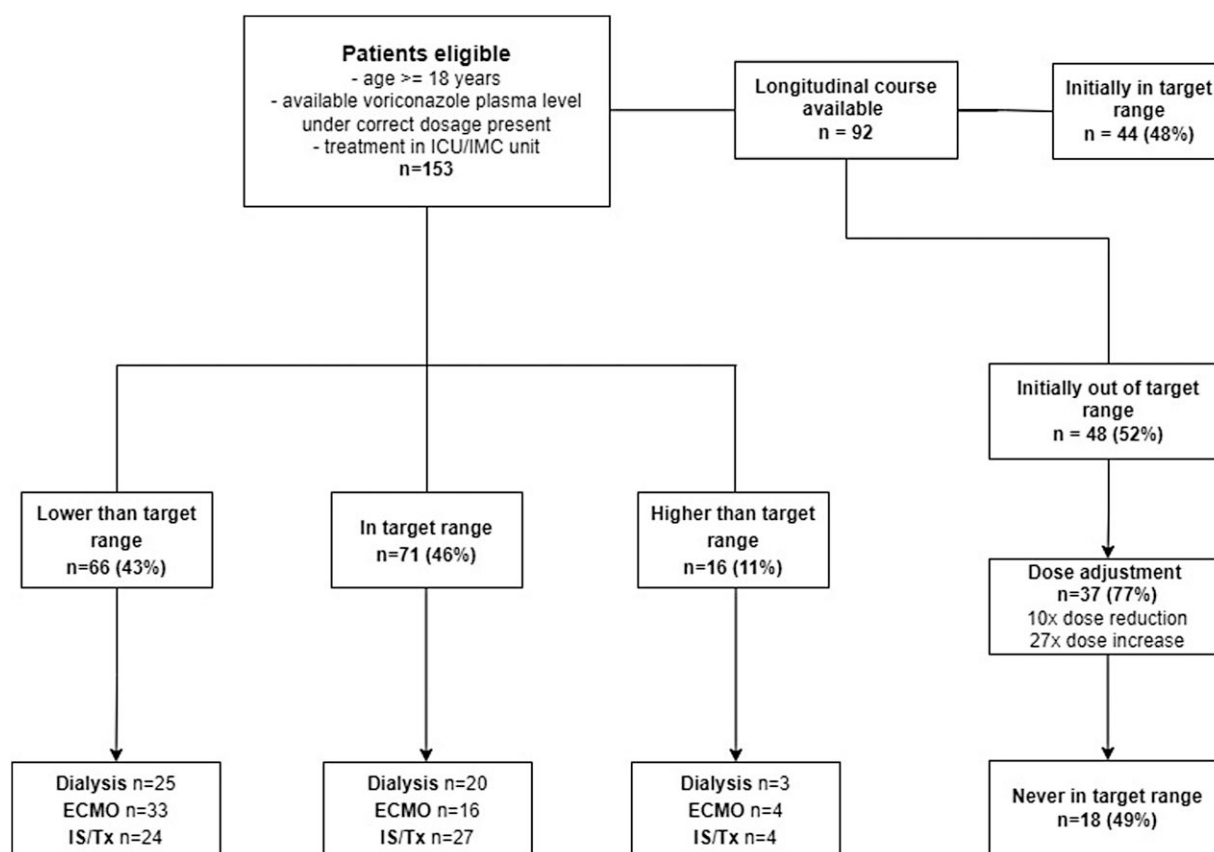 Patients eligible
- age >= 18 years
- available voriconazole plasma level
under correct dosage present
- treatment in ICU/IMC unit
n=153
Longitudinal course
available
n = 92
Initially in target
range
n = 44 (48%)
Initially out of target
range
n = 48 (52%)
Lower than target
range
n=66 (43%)
In target range
n=71 (46%)
Higher than target
range
n=16 (11%)
Dose adjustment
n=37 (77%)
10x dose reduction
27x dose increase
Dialysis n=25
ECMO n=33
IS/Tx n=24
Dialysis n=20
ECMO n=16
IS/Tx n=27
Dialysis n=3
ECMO n=4
IS/Tx n=4
Never in target range
n=18 (49%)